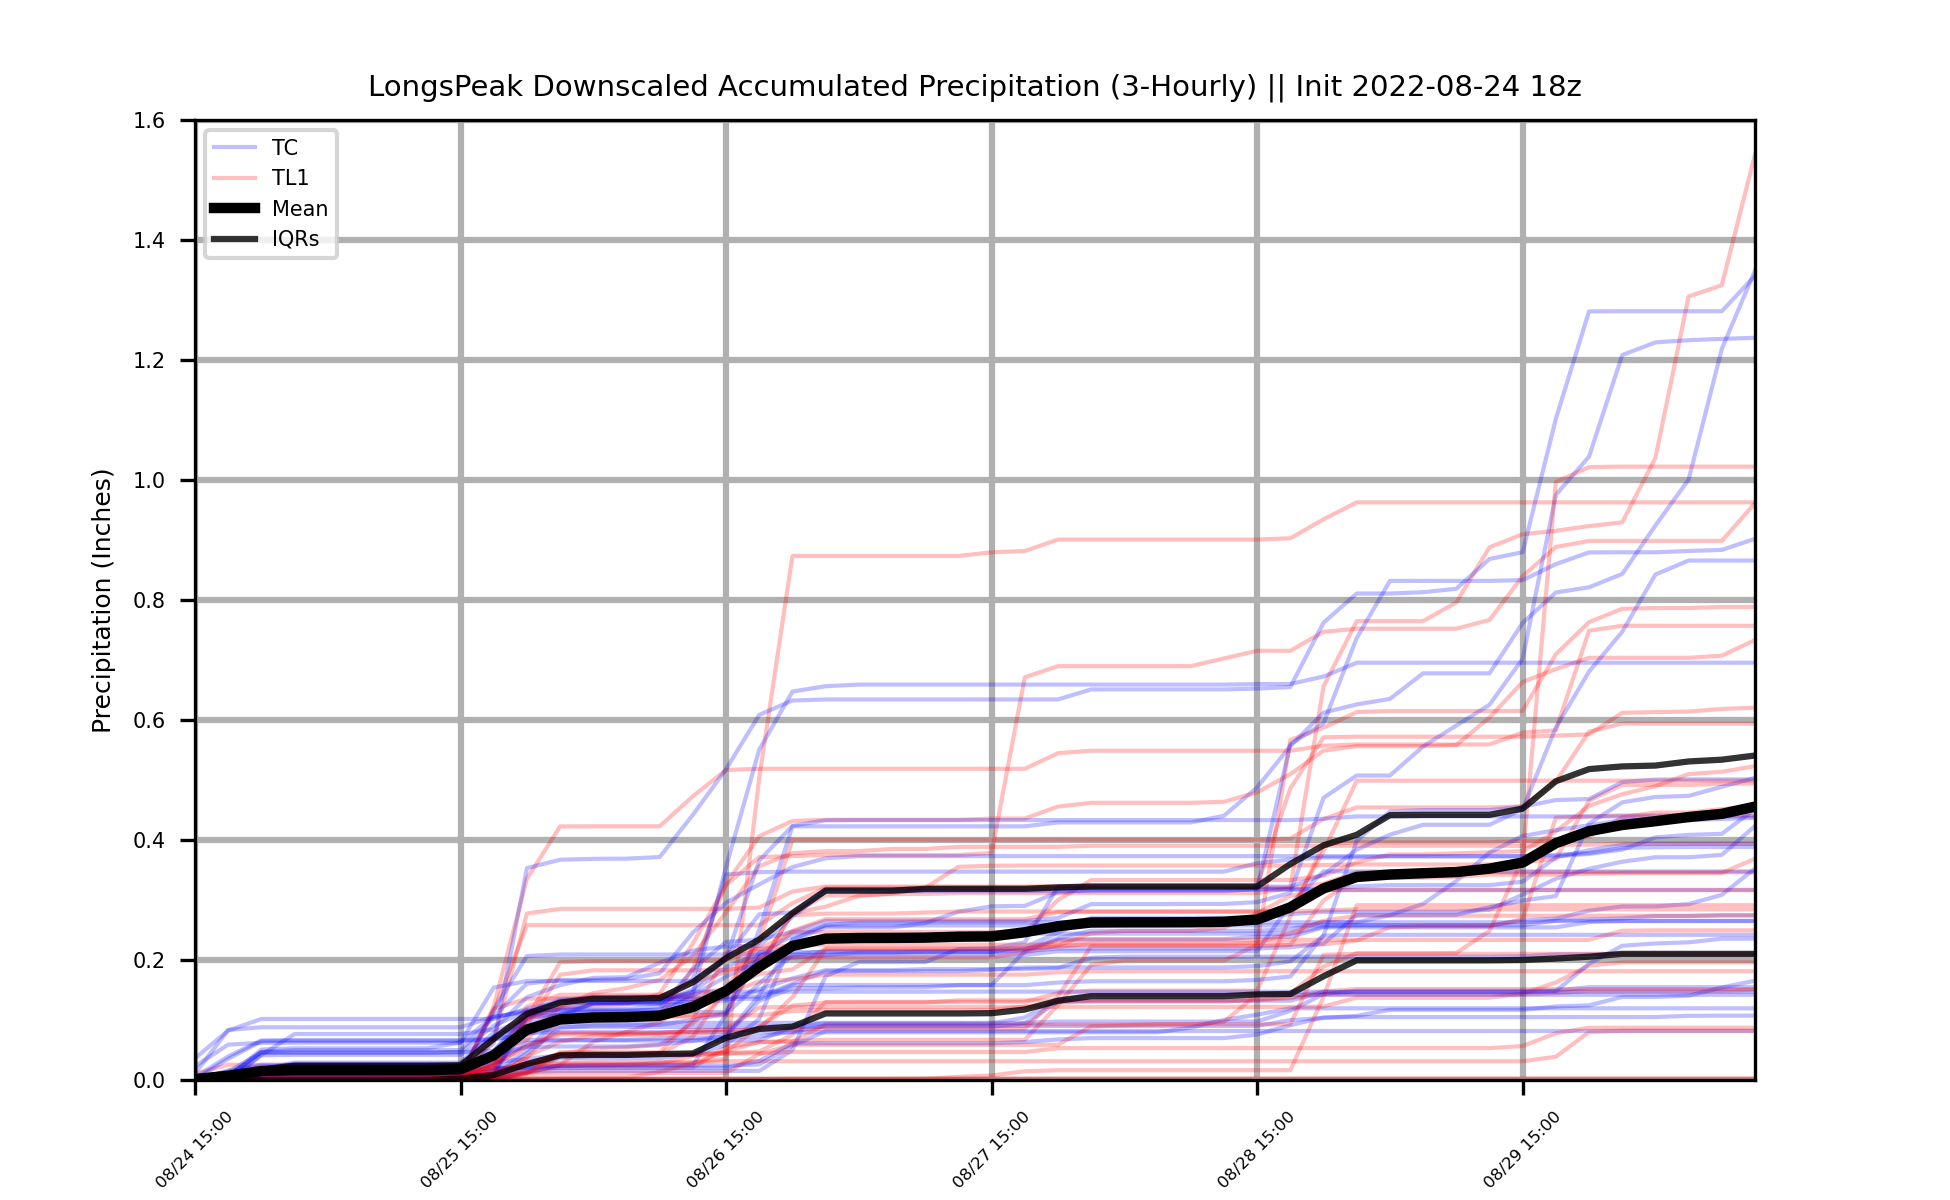 LongsPeak Downscaled Accumulated Precipitation (3-Hourly) || Init 2022-08-24 18z
TC
TL1
Mean
IQRs
Precipitation (Inches)
1.6
1.4
1.2
1.0
0.8
0.6
0.4
0.2
0.0
08/24 15:00
08/25 15:00
08/26 15:00
08/27 15:00
08/28 15:00
08/29 15:00